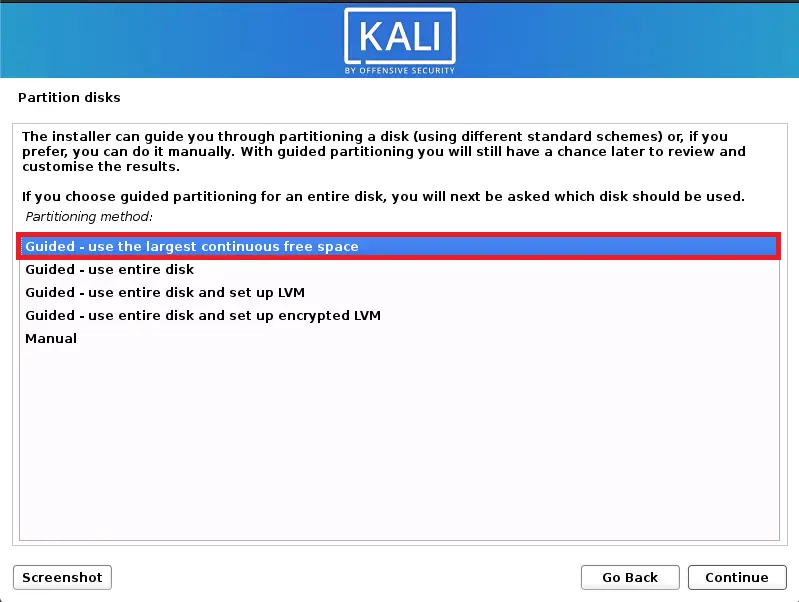 KALI
BY OFFENSIVE SECURITY
Partition disks
The installer can guide you through partitioning a disk (using different standard schemes) or, if you
prefer, you can do it manually. With guided partitioning you will still have a chance later to review and
customise the results.
If you choose guided partitioning for an entire disk, you will next be asked which disk should be used.
Partitioning method:
Guided - use the largest continuous free space
Guided - use entire disk
Guided - use entire disk and set up LVM
Guided - use entire disk and set up encrypted LVM
Manual
Screenshot
Go Back
Continue